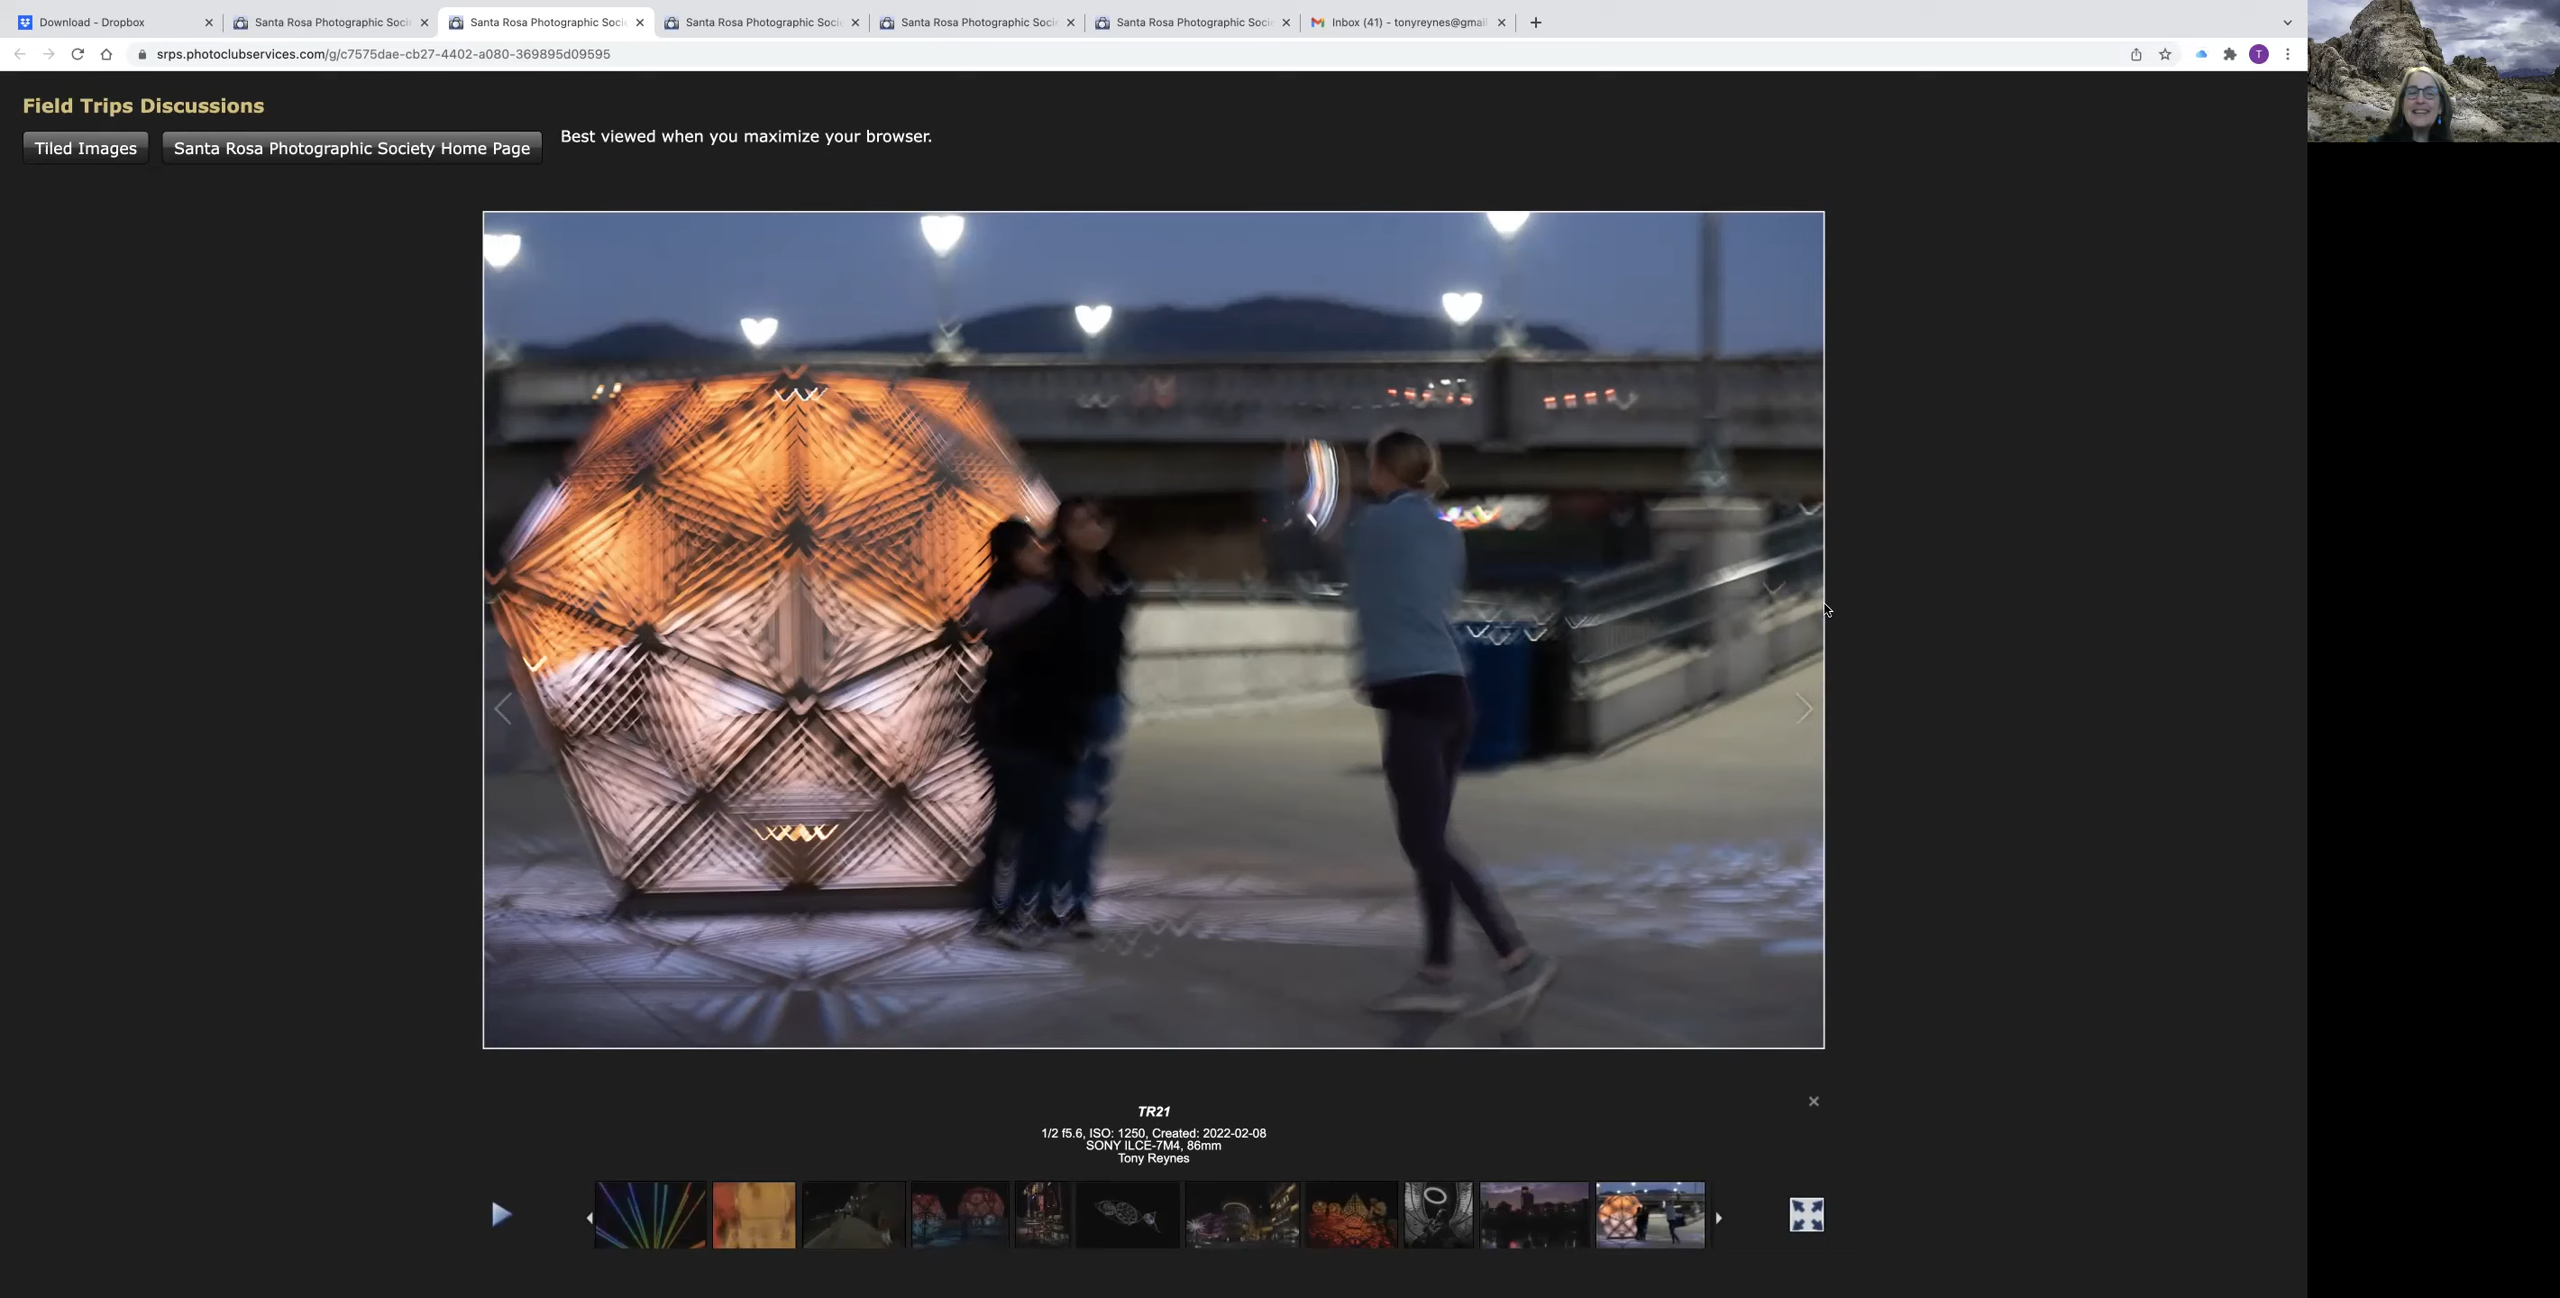 Download - Dropbox
Santa Rosa Photographic Soci
Santa Rosa Photographic Soci
Santa Rosa Photographic Soci
Santa Rosa Photographic Soci
Santa Rosa Photographic Soci
Inbox (41) - tonyreynes@gmai
srps.photoclubservices.com/g/c7575dae-cb27-4402-a080-369895d09595
T
Field Trips Discussions
Tiled Images
Santa Rosa Photographic Society Home Page
Best viewed when you maximize your browser.
TR21
1/2 f5.6, ISO: 1250, Created: 2022-02-08
SONY ILCE-7M4, 86mm
Tony Reynes